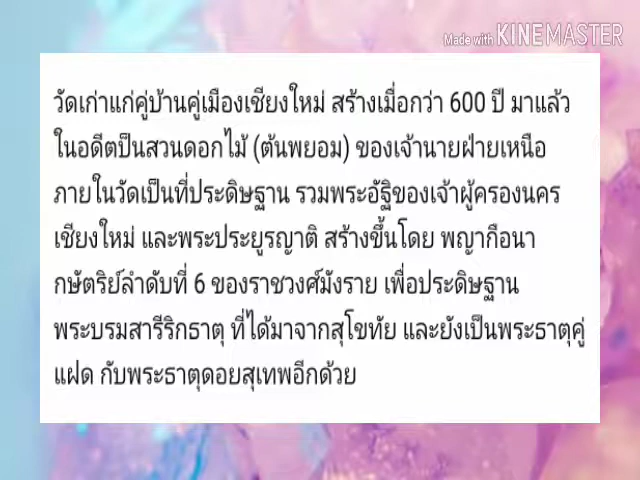 Made with KINEMASTER
วัดเก่าแก่คู่บ้านคู่เมืองเชียงใหม่ สร้างเมื่อกว่า 600 ปี มาแล้ว
ในอดีตป็นสวนดอกไม้ (ต้นพยอม) ของเจ้านายฝ่ายเหนือ
ภายในวัดเป็นที่ประดิษฐาน รวมพระอัฐิของเจ้าผู้ครองนคร
เชียงใหม่ และพระประยูรญาติ สร้างขึ้นโดย พญากือนา
กษัตริย์ลำดับที่ 6 ของราชวงศ์มังราย เพื่อประดิษฐาน
พระบรมสารีริกธาตุ ที่ได้มาจากสุโขทัย และยังเป็นพระธาตุคู่
แฝด กับพระธาตุดอยสุเทพอีกด้วย